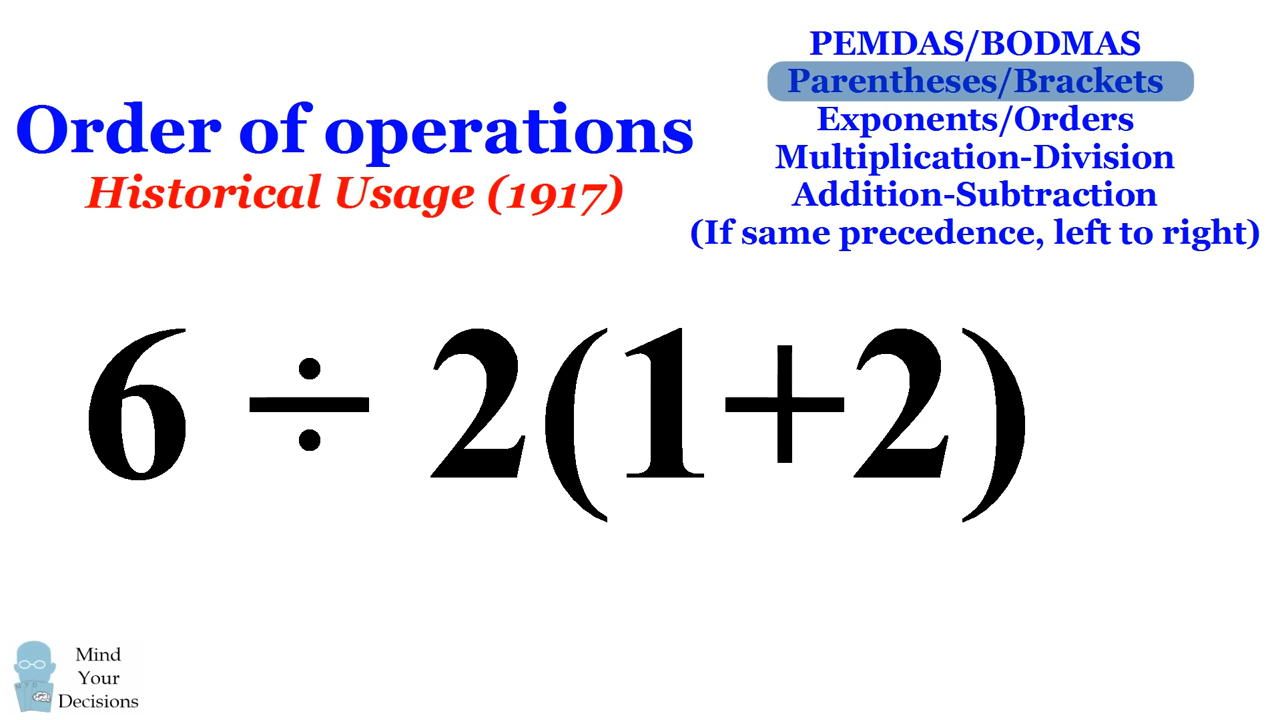 PEMDAS/BODMAS
Parentheses/Brackets
Exponents/Orders
Multiplication-Division
Addition-Subtraction
(If same precedence, left to right)
Order of operations
Historical Usage (1917)
6 ÷ 2(1+2)
Mind
Your
Decisions